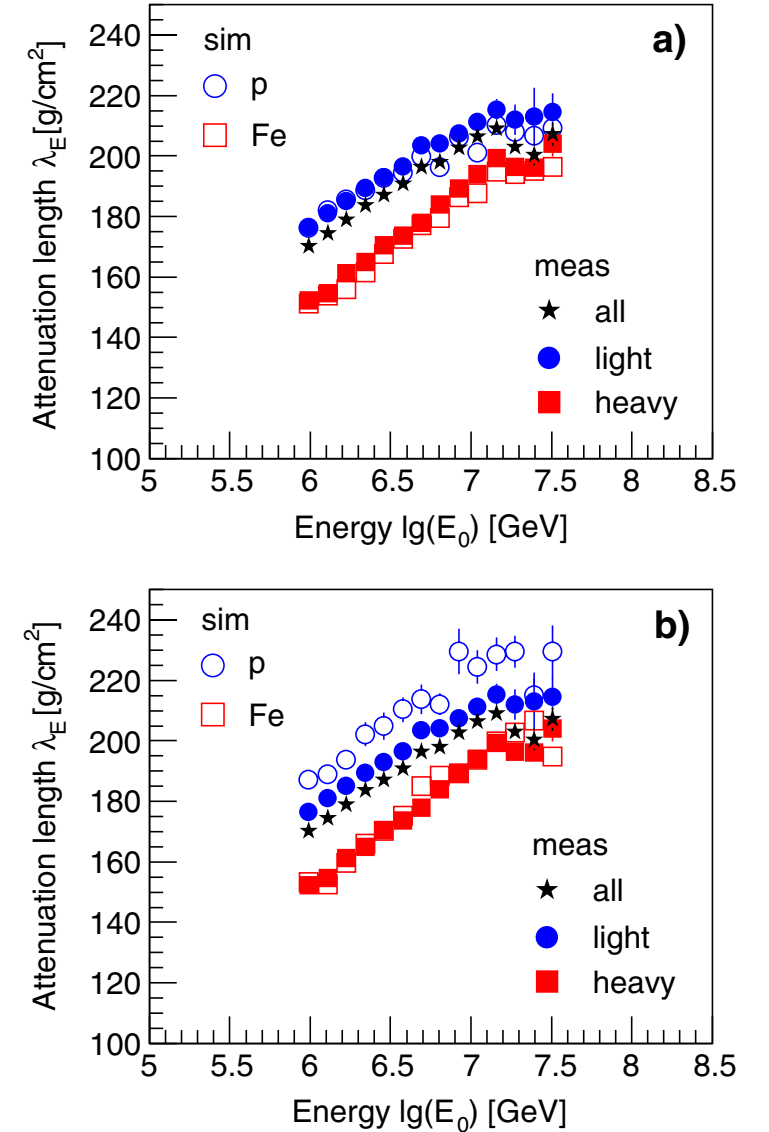 a)
sim
p
Fe
meas
all
light
heavy
240
220
200
180
160
140
120
100
5 5.5 6 6.5 7 7.5 8 8.5
Attenuation length λ_E [g/cm²]
Energy lg(E₀) [GeV]
b)
sim
p
Fe
meas
all
light
heavy
240
220
200
180
160
140
120
100
5 5.5 6 6.5 7 7.5 8 8.5
Attenuation length λ_E [g/cm²]
Energy lg(E₀) [GeV]